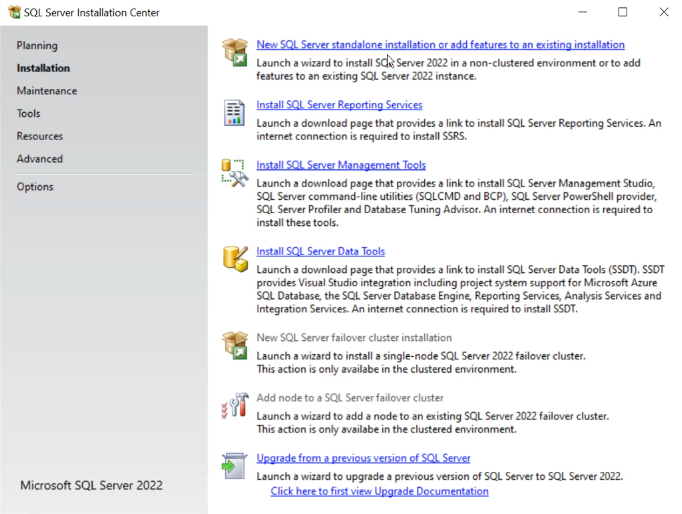 SQL Server Installation Center
Planning
Installation
Maintenance
Tools
Resources
Advanced
Options
Microsoft SQL Server 2022
New SQL Server standalone installation or add features to an existing installation
Launch a wizard to install SQL Server 2022 in a non-clustered environment or to add
features to an existing SQL Server 2022 instance.
Install SQL Server Reporting Services
Launch a download page that provides a link to install SQL Server Reporting Services. An
internet connection is required to install SSRS.
Install SQL Server Management Tools
Launch a download page that provides a link to install SQL Server Management Studio,
SQL Server command-line utilities (SQLCMD and BCP), SQL Server PowerShell provider,
SQL Server Profiler and Database Tuning Advisor. An internet connection is required to
install these tools.
Install SQL Server Data Tools
Launch a download page that provides a link to install SQL Server Data Tools (SSDT). SSDT
provides Visual Studio integration including project system support for Microsoft Azure
SQL Database, the SQL Server Database Engine, Reporting Services, Analysis Services and
Integration Services. An internet connection is required to install SSDT.
New SQL Server failover cluster installation
Launch a wizard to install a single-node SQL Server 2022 failover cluster.
This action is only availabe in the clustered environment.
Add node to a SQL Server failover cluster
Launch a wizard to add a node to an existing SQL Server 2022 failover cluster.
This action is only availabe in the clustered environment.
Upgrade from a previous version of SQL Server
Launch a wizard to upgrade a previous version of SQL Server to SQL Server 2022.
Click here to first view Upgrade Documentation